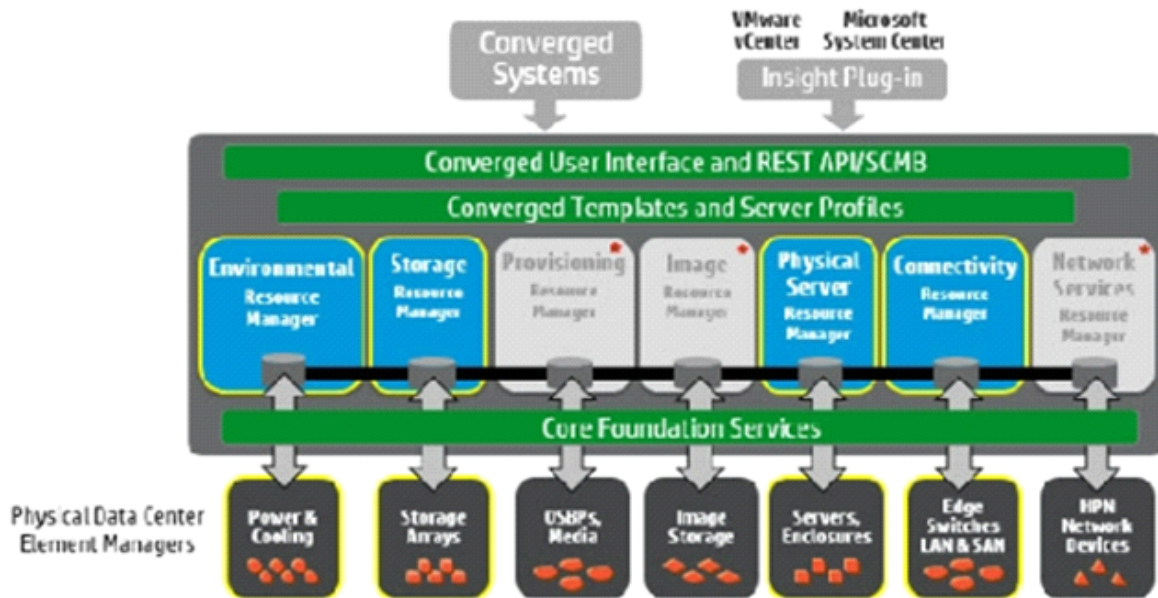 Converged
Systems
VMware
vCenter
Microsoft
System Center
Insight Plug-in
Converged User Interface and REST API/SCMB
Converged Templates and Server Profiles
Environmental
Resource
Manager
Storage
Resource
Manager
Provisioning
Resource
Manager
Image
Resource
Manager
Physical
Server
Resource
Manager
Connectivity
Resource
Manager
Network
Services
Resource
Manager
Core Foundation Services
Physical Data Center
Element Managers
Power &
Cooling
Storage
Arrays
OSBPs,
Media
Image
Storage
Servers,
Enclosures
Edge
Switches
LAN & SAN
HPN
Network
Devices